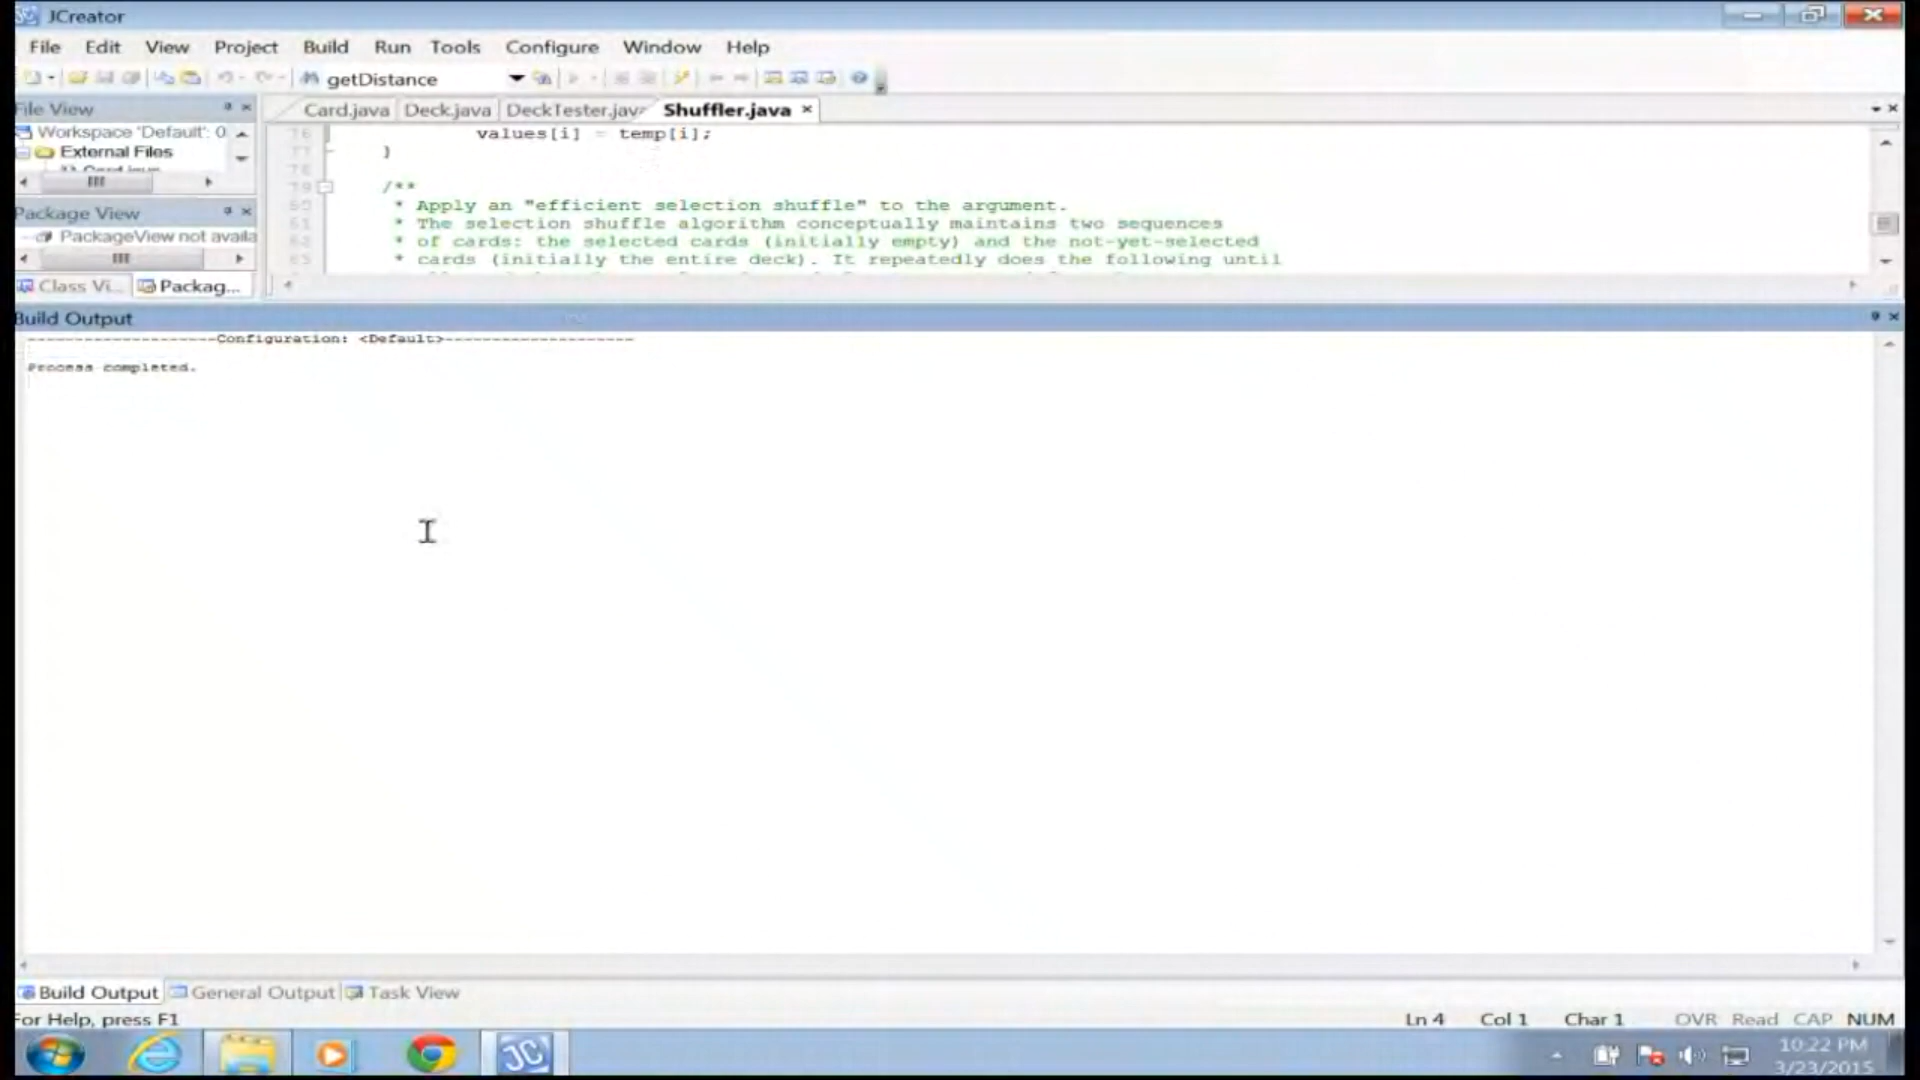 JCreator
File Edit View Project Build Run Tools Configure Window Help
getDistance
File View
Card.java Deck.java DeckTester.java Shuffler.java
Workspace 'Default': 0
External Files
76 values[i] = temp[i];
77 }
78
79 /**
* Apply an "efficient selection shuffle" to the argument.
* The selection shuffle algorithm conceptually maintains two sequences
* of cards: the selected cards (initially empty) and the not-yet-selected
* cards (initially the entire deck). It repeatedly does the following until
Package View
PackageView not availa
Class Vi... Packag...
Build Output
--------------------Configuration: <Default>--------------------
Process completed.
Build Output General Output Task View
For Help, press F1
Ln 4 Col 1 Char 1 OVR Read CAP NUM
10:22 PM
3/23/2015